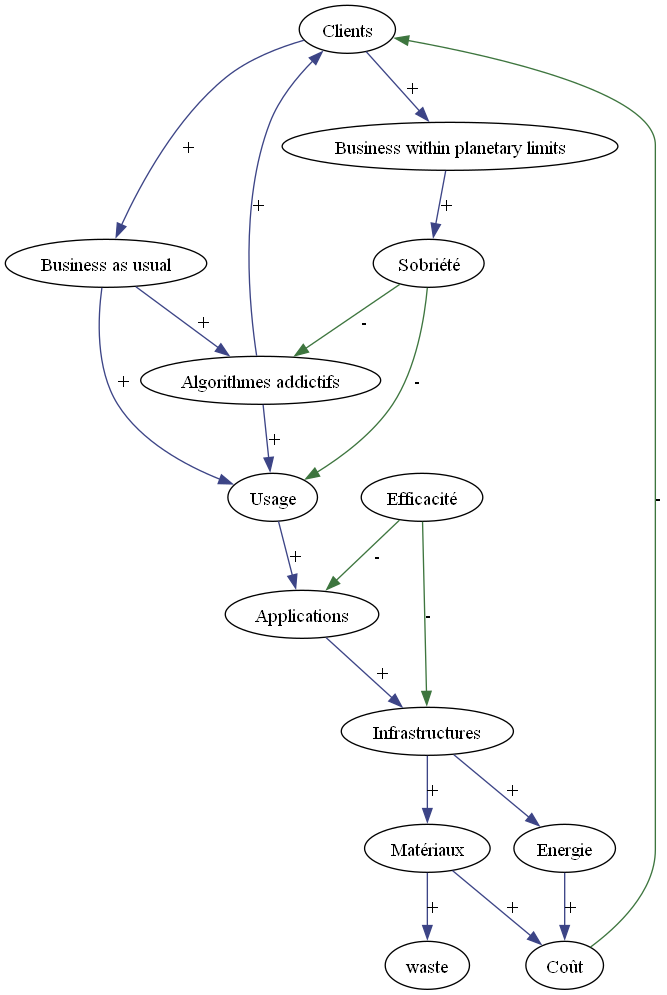 Clients
+
+
Business within planetary limits
+
+
Business as usual
Sobriété
+
-
Algorithmes addictifs
+
-
+
Usage
Efficacité
+
-
Applications
-
+
Infrastructures
+
+
Matériaux
Energie
+
+
+
waste
Coût
-